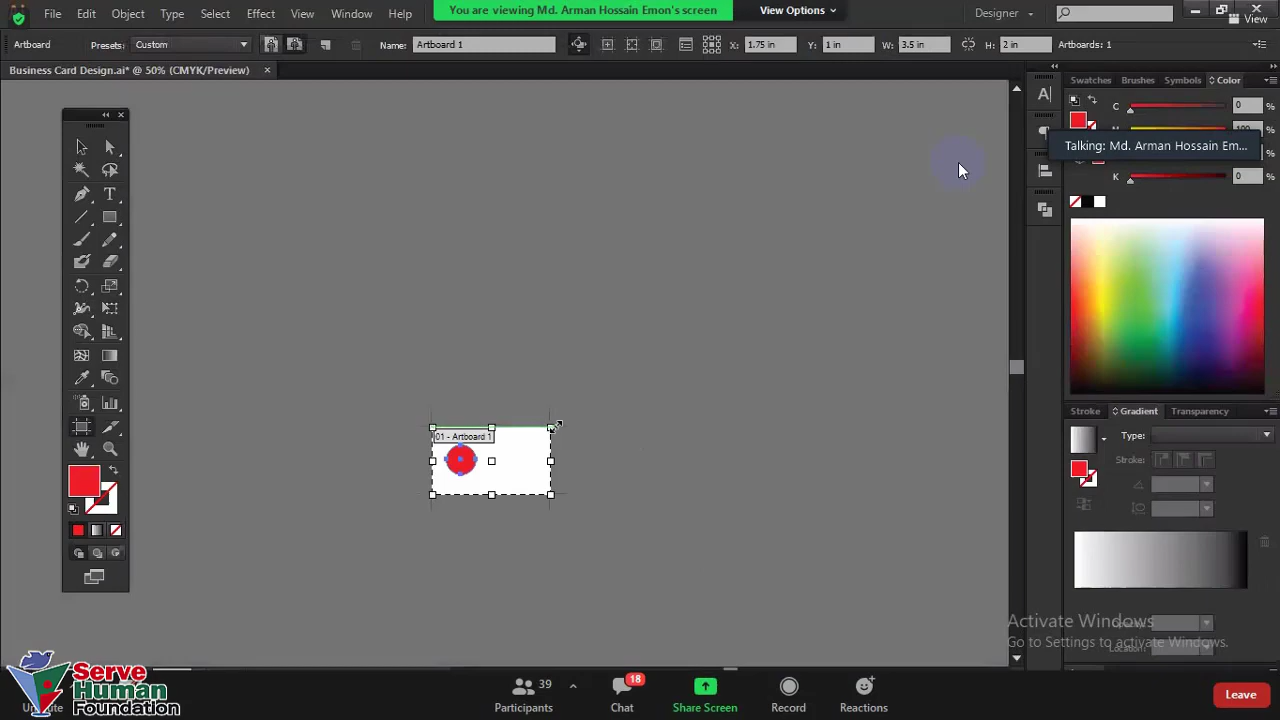 File Edit Object Type Select Effect View Window Help
You are viewing Md. Arman Hossain Emon's screen
View Options
Designer
View
Artboard Presets: Custom Name: Artboard 1 X: 1.75 in Y: 1 in W: 3.5 in H: 2 in Artboards: 1
Business Card Design.ai* @ 50% (CMYK/Preview) ×
Swatches Brushes Symbols Color
C 0 %
Talking: Md. Arman Hossain Em...
%
K 0 %
01 - Artboard 1
Stroke Gradient Transparency
Type:
Stroke:
Activate Windows
Go to Settings to activate Windows.
Location:
Serve
Human
Foundation
39
18
Participants Chat Share Screen Record Reactions
Leave